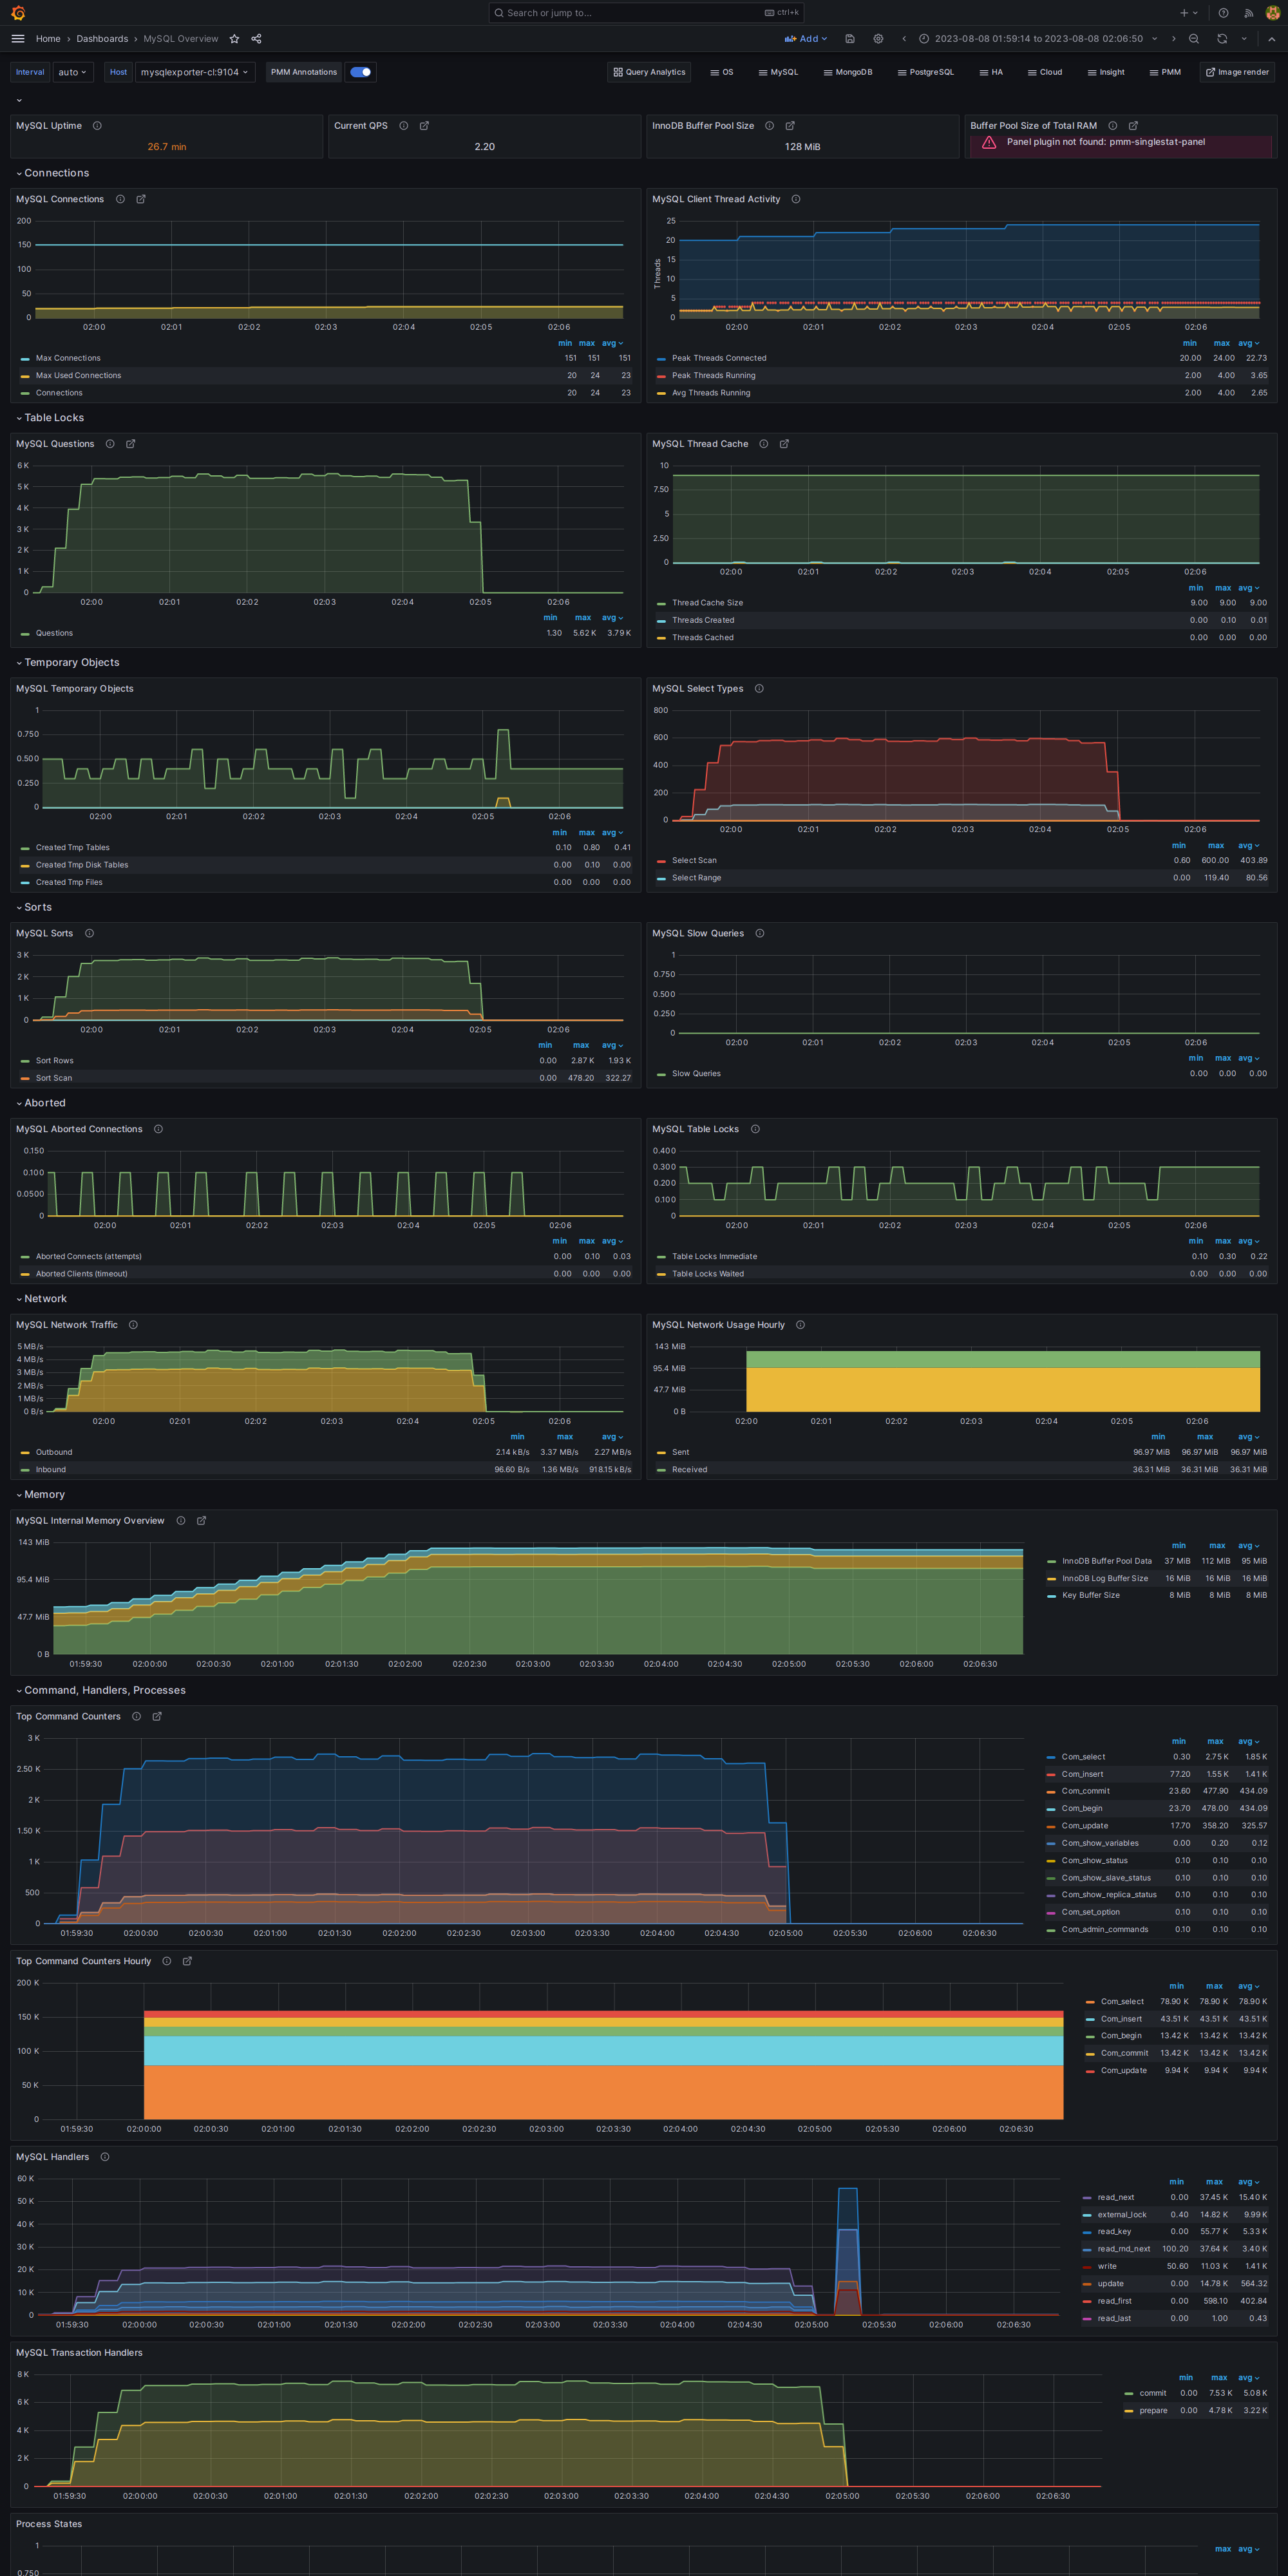 Search or jump to... ctrl+k
Home › Dashboards › MySQL Overview Add 2023-08-08 01:59:14 to 2023-08-08 02:06:50
Interval auto Host mysqlexporter-cl:9104 PMM Annotations Query Analytics OS MySQL MongoDB PostgreSQL HA Cloud Insight PMM Image render
MySQL Uptime
26.7 min
Current QPS
2.20
InnoDB Buffer Pool Size
128 MiB
Buffer Pool Size of Total RAM
Panel plugin not found: pmm-singlestat-panel
Connections
MySQL Connections
200
150
100
50
0
02:00 02:01 02:02 02:03 02:04 02:05 02:06
min max avg
Max Connections 151 151 151
Max Used Connections 20 24 23
Connections 20 24 23
MySQL Client Thread Activity
Threads
25
20
15
10
5
0
02:00 02:01 02:02 02:03 02:04 02:05 02:06
min max avg
Peak Threads Connected 20.00 24.00 22.73
Peak Threads Running 2.00 4.00 3.65
Avg Threads Running 2.00 4.00 2.65
Table Locks
MySQL Questions
6 K
5 K
4 K
3 K
2 K
1 K
0
02:00 02:01 02:02 02:03 02:04 02:05 02:06
min max avg
Questions 1.30 5.62 K 3.79 K
MySQL Thread Cache
10
7.50
5
2.50
0
02:00 02:01 02:02 02:03 02:04 02:05 02:06
min max avg
Thread Cache Size 9.00 9.00 9.00
Threads Created 0.00 0.10 0.01
Threads Cached 0.00 0.00 0.00
Temporary Objects
MySQL Temporary Objects
1
0.750
0.500
0.250
0
02:00 02:01 02:02 02:03 02:04 02:05 02:06
min max avg
Created Tmp Tables 0.10 0.80 0.41
Created Tmp Disk Tables 0.00 0.10 0.00
Created Tmp Files 0.00 0.00 0.00
MySQL Select Types
800
600
400
200
0
02:00 02:01 02:02 02:03 02:04 02:05 02:06
min max avg
Select Scan 0.60 600.00 403.89
Select Range 0.00 119.40 80.56
Sorts
MySQL Sorts
3 K
2 K
1 K
0
02:00 02:01 02:02 02:03 02:04 02:05 02:06
min max avg
Sort Rows 0.00 2.87 K 1.93 K
Sort Scan 0.00 478.20 322.27
MySQL Slow Queries
1
0.750
0.500
0.250
0
02:00 02:01 02:02 02:03 02:04 02:05 02:06
min max avg
Slow Queries 0.00 0.00 0.00
Aborted
MySQL Aborted Connections
0.150
0.100
0.0500
0
02:00 02:01 02:02 02:03 02:04 02:05 02:06
min max avg
Aborted Connects (attempts) 0.00 0.10 0.03
Aborted Clients (timeout) 0.00 0.00 0.00
MySQL Table Locks
0.400
0.300
0.200
0.100
0
02:00 02:01 02:02 02:03 02:04 02:05 02:06
min max avg
Table Locks Immediate 0.10 0.30 0.22
Table Locks Waited 0.00 0.00 0.00
Network
MySQL Network Traffic
5 MB/s
4 MB/s
3 MB/s
2 MB/s
1 MB/s
0 B/s
02:00 02:01 02:02 02:03 02:04 02:05 02:06
min max avg
Outbound 2.14 kB/s 3.37 MB/s 2.27 MB/s
Inbound 96.60 B/s 1.36 MB/s 918.15 kB/s
MySQL Network Usage Hourly
143 MiB
95.4 MiB
47.7 MiB
0 B
02:00 02:01 02:02 02:03 02:04 02:05 02:06
min max avg
Sent 96.97 MiB 96.97 MiB 96.97 MiB
Received 36.31 MiB 36.31 MiB 36.31 MiB
Memory
MySQL Internal Memory Overview
143 MiB
95.4 MiB
47.7 MiB
0 B
01:59:30 02:00:00 02:00:30 02:01:00 02:01:30 02:02:00 02:02:30 02:03:00 02:03:30 02:04:00 02:04:30 02:05:00 02:05:30 02:06:00 02:06:30
min max avg
InnoDB Buffer Pool Data 37 MiB 112 MiB 95 MiB
InnoDB Log Buffer Size 16 MiB 16 MiB 16 MiB
Key Buffer Size 8 MiB 8 MiB 8 MiB
Command, Handlers, Processes
Top Command Counters
3 K
2.50 K
2 K
1.50 K
1 K
500
0
01:59:30 02:00:00 02:00:30 02:01:00 02:01:30 02:02:00 02:02:30 02:03:00 02:03:30 02:04:00 02:04:30 02:05:00 02:05:30 02:06:00 02:06:30
min max avg
Com_select 0.30 2.75 K 1.85 K
Com_insert 77.20 1.55 K 1.41 K
Com_commit 23.60 477.90 434.09
Com_begin 23.70 478.00 434.09
Com_update 17.70 358.20 325.57
Com_show_variables 0.00 0.20 0.12
Com_show_status 0.10 0.10 0.10
Com_show_slave_status 0.10 0.10 0.10
Com_show_replica_status 0.10 0.10 0.10
Com_set_option 0.10 0.10 0.10
Com_admin_commands 0.10 0.10 0.10
Top Command Counters Hourly
200 K
150 K
100 K
50 K
0
01:59:30 02:00:00 02:00:30 02:01:00 02:01:30 02:02:00 02:02:30 02:03:00 02:03:30 02:04:00 02:04:30 02:05:00 02:05:30 02:06:00 02:06:30
min max avg
Com_select 78.90 K 78.90 K 78.90 K
Com_insert 43.51 K 43.51 K 43.51 K
Com_begin 13.42 K 13.42 K 13.42 K
Com_commit 13.42 K 13.42 K 13.42 K
Com_update 9.94 K 9.94 K 9.94 K
MySQL Handlers
60 K
50 K
40 K
30 K
20 K
10 K
0
01:59:30 02:00:00 02:00:30 02:01:00 02:01:30 02:02:00 02:02:30 02:03:00 02:03:30 02:04:00 02:04:30 02:05:00 02:05:30 02:06:00 02:06:30
min max avg
read_next 0.00 37.45 K 15.40 K
external_lock 0.40 14.82 K 9.99 K
read_key 0.00 55.77 K 5.33 K
read_rnd_next 100.20 37.64 K 3.40 K
write 50.60 11.03 K 1.41 K
update 0.00 14.78 K 564.32
read_first 0.00 598.10 402.84
read_last 0.00 1.00 0.43
MySQL Transaction Handlers
8 K
6 K
4 K
2 K
0
01:59:30 02:00:00 02:00:30 02:01:00 02:01:30 02:02:00 02:02:30 02:03:00 02:03:30 02:04:00 02:04:30 02:05:00 02:05:30 02:06:00 02:06:30
min max avg
commit 0.00 7.53 K 5.08 K
prepare 0.00 4.78 K 3.22 K
Process States
1
0.750
max avg